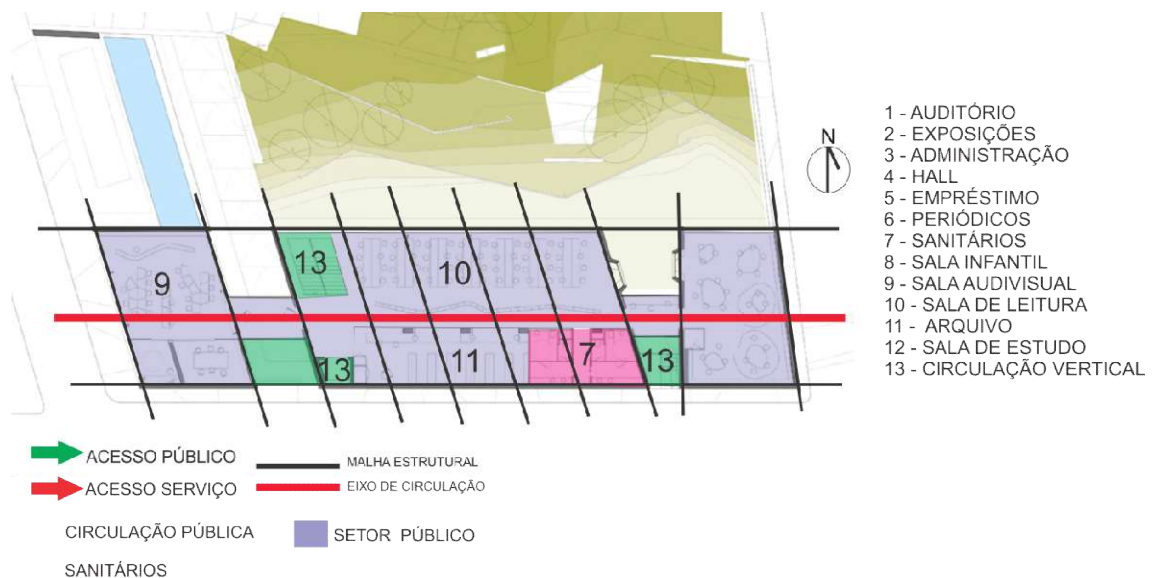 N
1 - AUDITÓRIO
2 - EXPOSIÇÕES
3 - ADMINISTRAÇÃO
4 - HALL
5 - EMPRÉSTIMO
6 - PERIÓDICOS
7 - SANITÁRIOS
8 - SALA INFANTIL
9 - SALA AUDIVISUAL
10 - SALA DE LEITURA
11 - ARQUIVO
12 - SALA DE ESTUDO
13 - CIRCULAÇÃO VERTICAL
13
10
9
13
11
7
13
ACESSO PÚBLICO
MALHA ESTRUTURAL
ACESSO SERVIÇO
EIXO DE CIRCULAÇÃO
CIRCULAÇÃO PÚBLICA
SETOR PÚBLICO
SANITÁRIOS